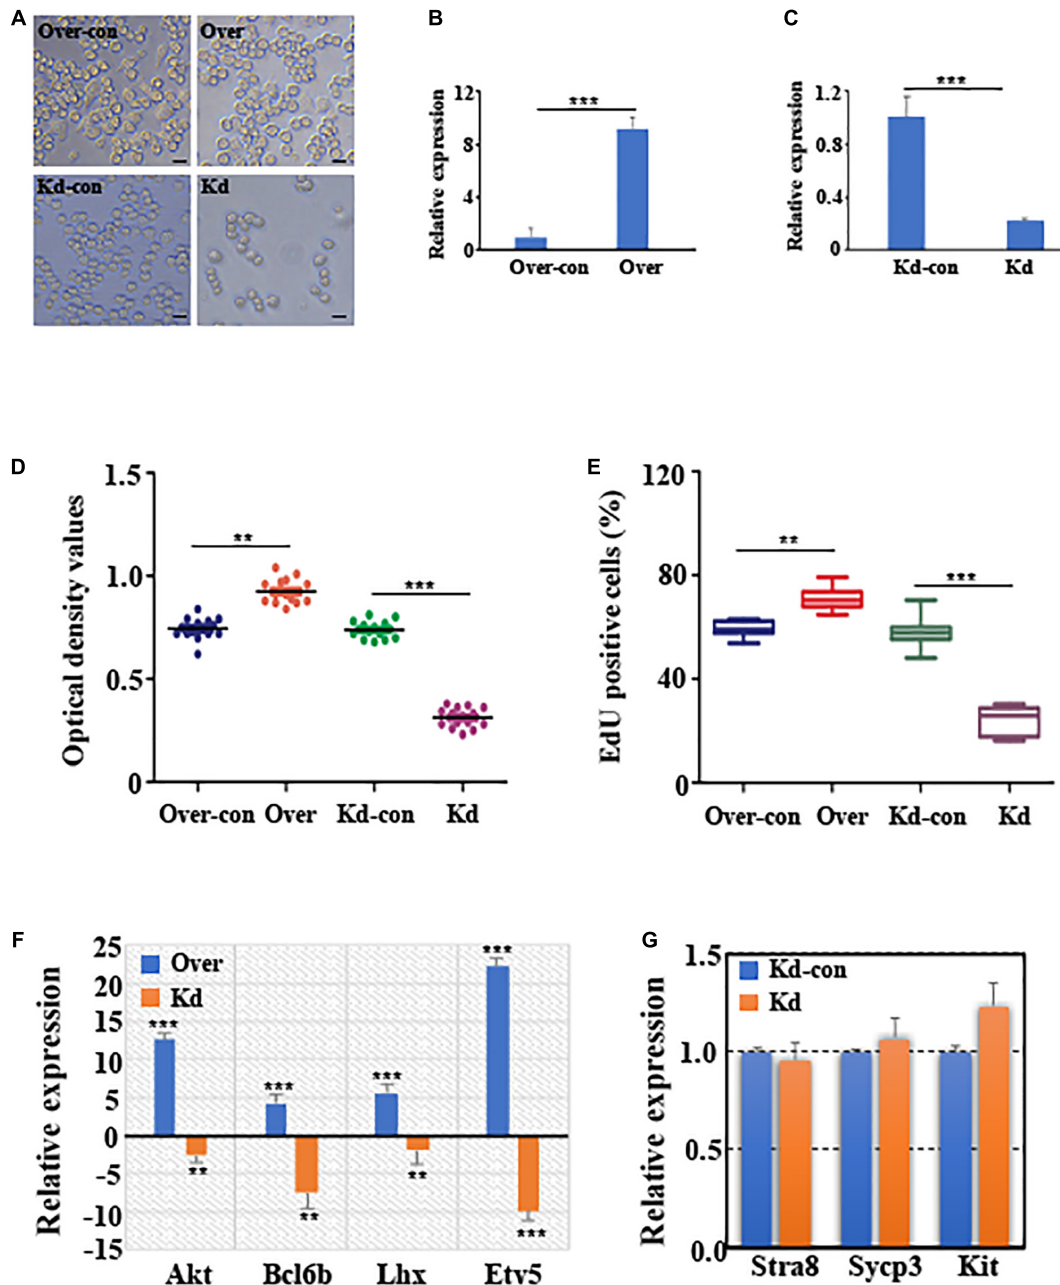 A
Over-con
Over
Kd-con
Kd
B
Relative expression
12
8
4
0
***
Over-con
Over
C
Relative expression
1.2
0.8
0.4
0
***
Kd-con
Kd
D
Optical density values
1.5
1.0
0.5
0
**
***
Over-con
Over
Kd-con
Kd
E
EdU positive cells (%)
120
80
40
0
**
***
Over-con
Over
Kd-con
Kd
F
Relative expression
25
20
15
10
5
0
-5
-10
-15
Over
Kd
***
**
***
**
***
**
***
***
Akt
Bcl6b
Lhx
Etv5
G
Relative expression
1.5
1.0
0.5
0.0
Kd-con
Kd
Stra8
Sycp3
Kit